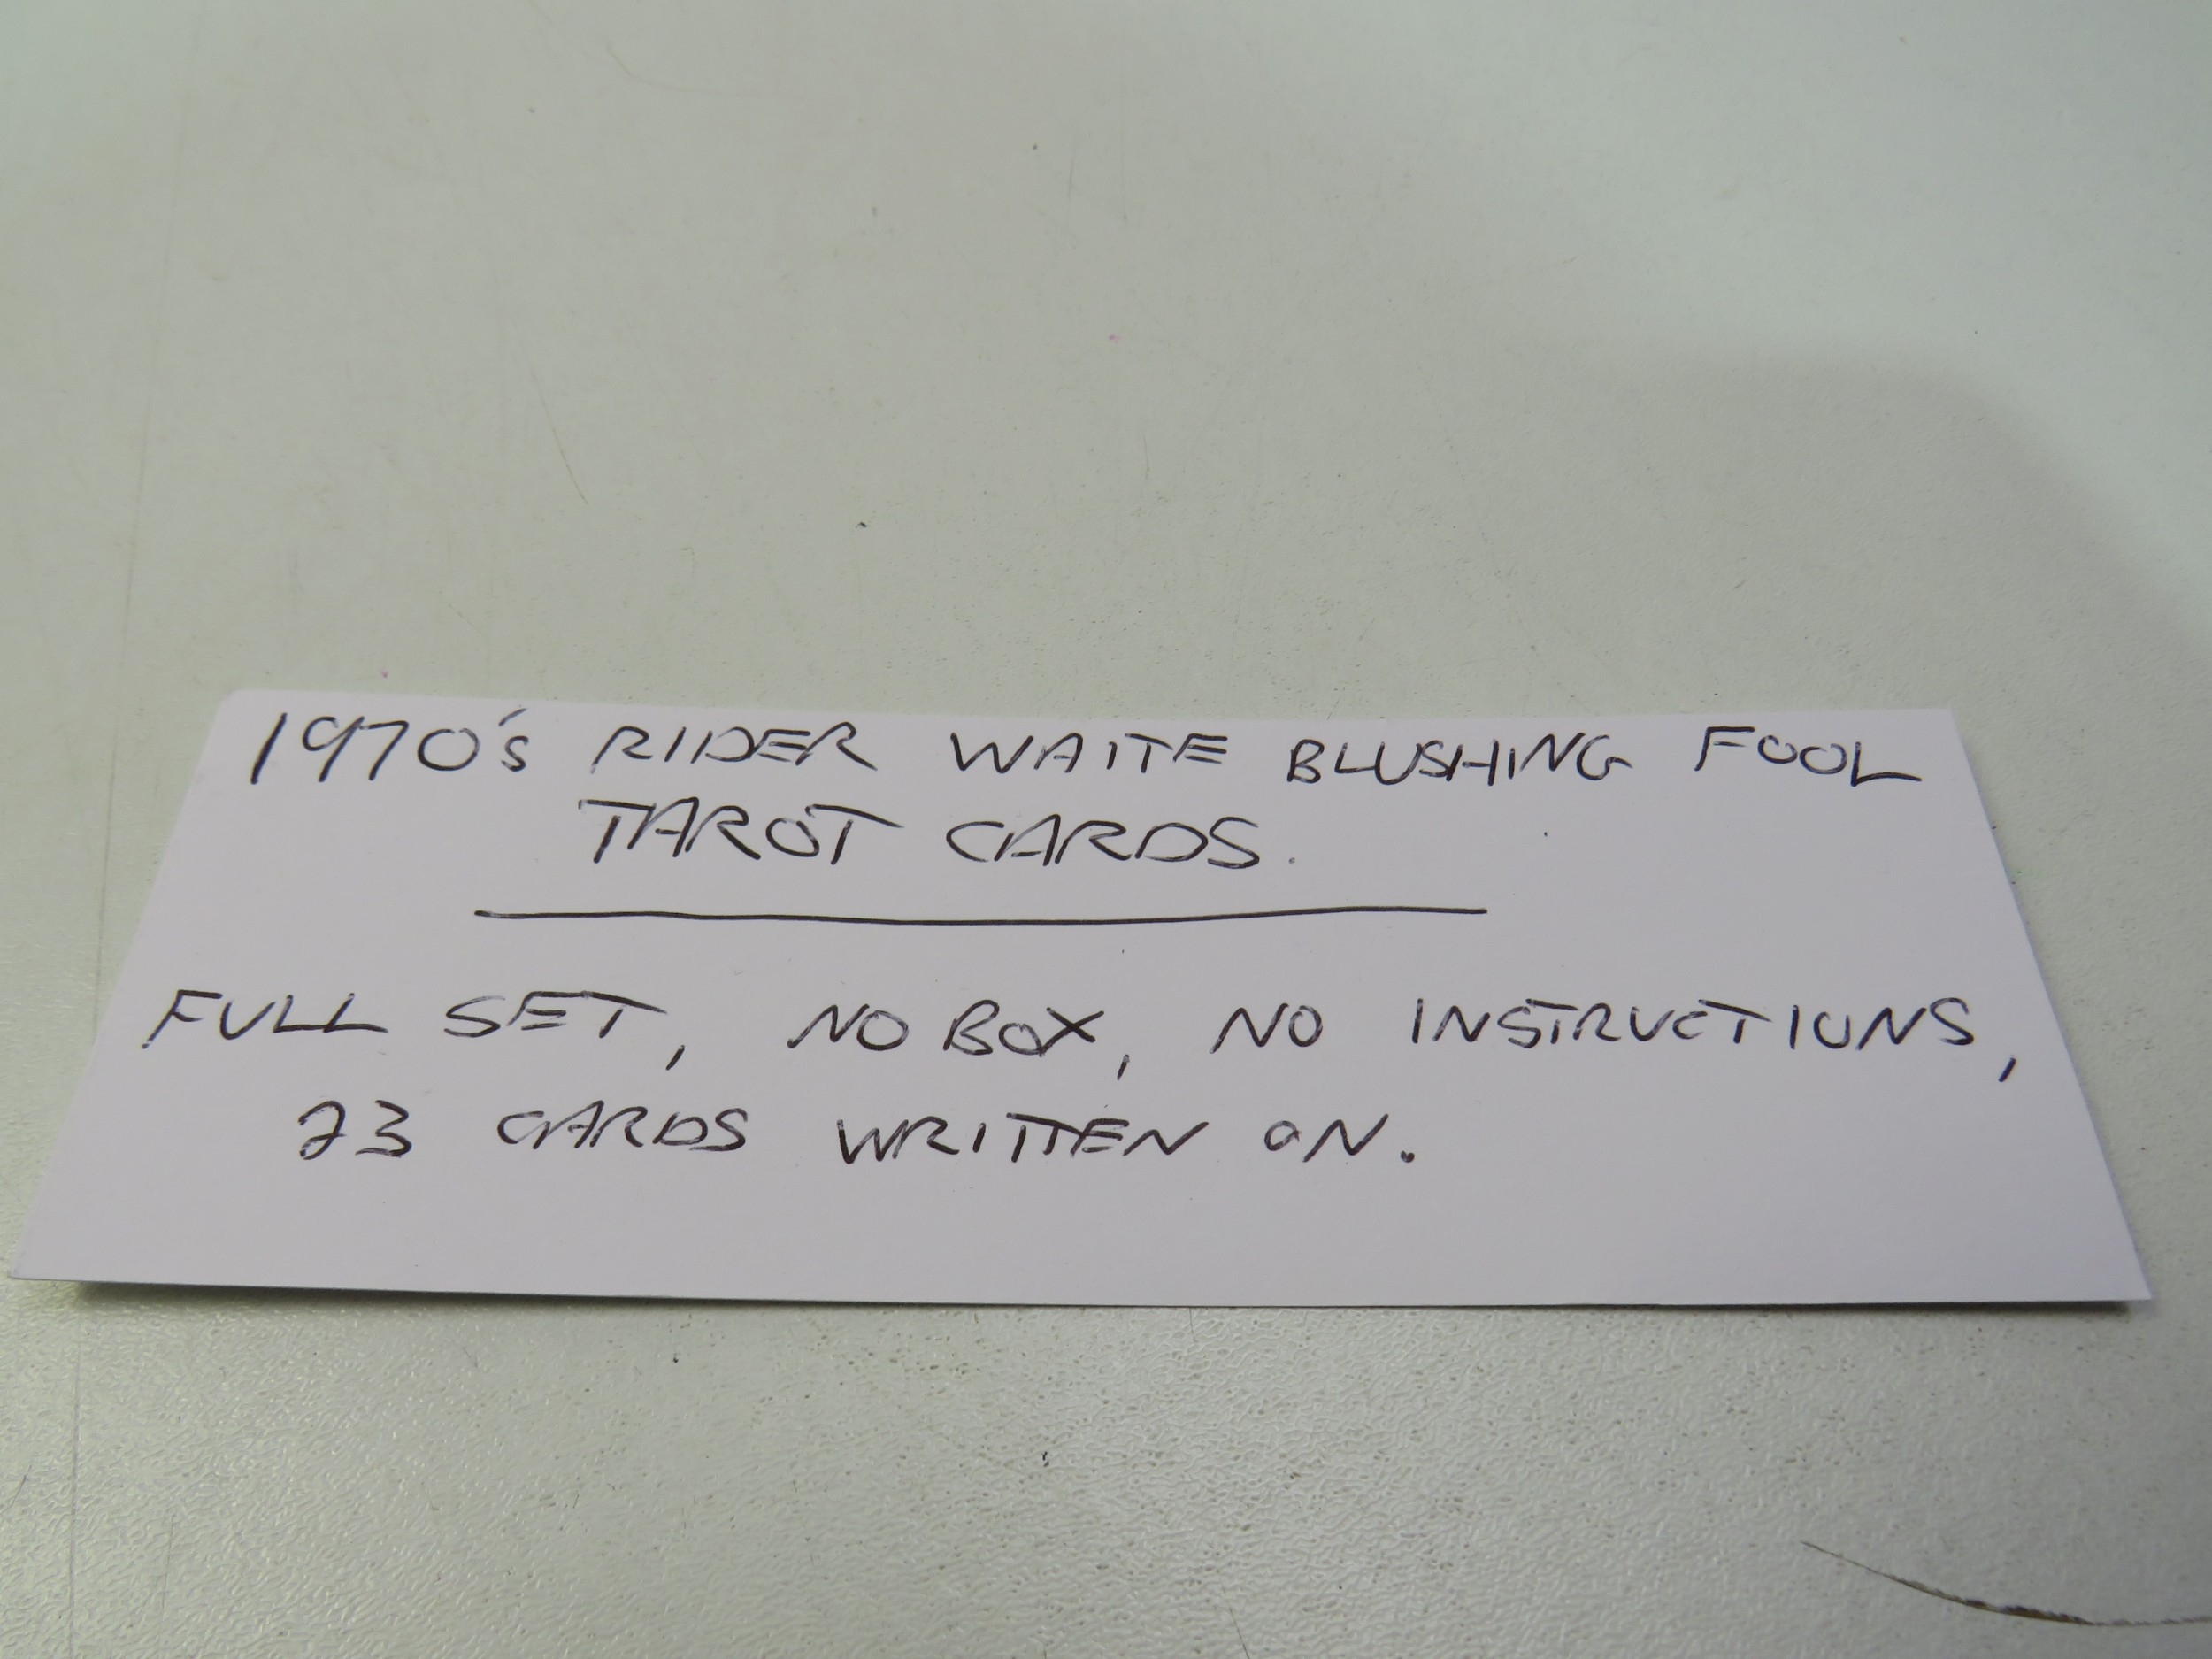 1970's RIDER WAITE BLUSHING FOOL
TAROT CARDS.
FULL SET, NO BOX, NO INSTRUCTIONS,
23 CARDS WRITTEN ON.